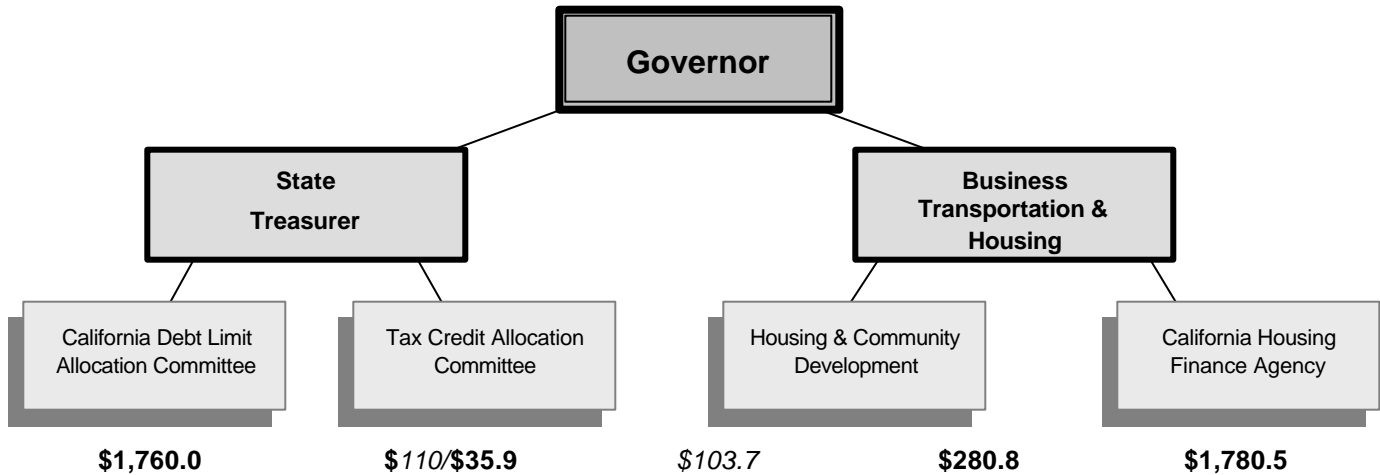 Governor
State
Treasurer
Business
Transportation &
Housing
California Debt Limit
Allocation Committee
Tax Credit Allocation
Committee
Housing & Community
Development
California Housing
Finance Agency
$1,760.0
$110/$35.9
$103.7
$280.8
$1,780.5